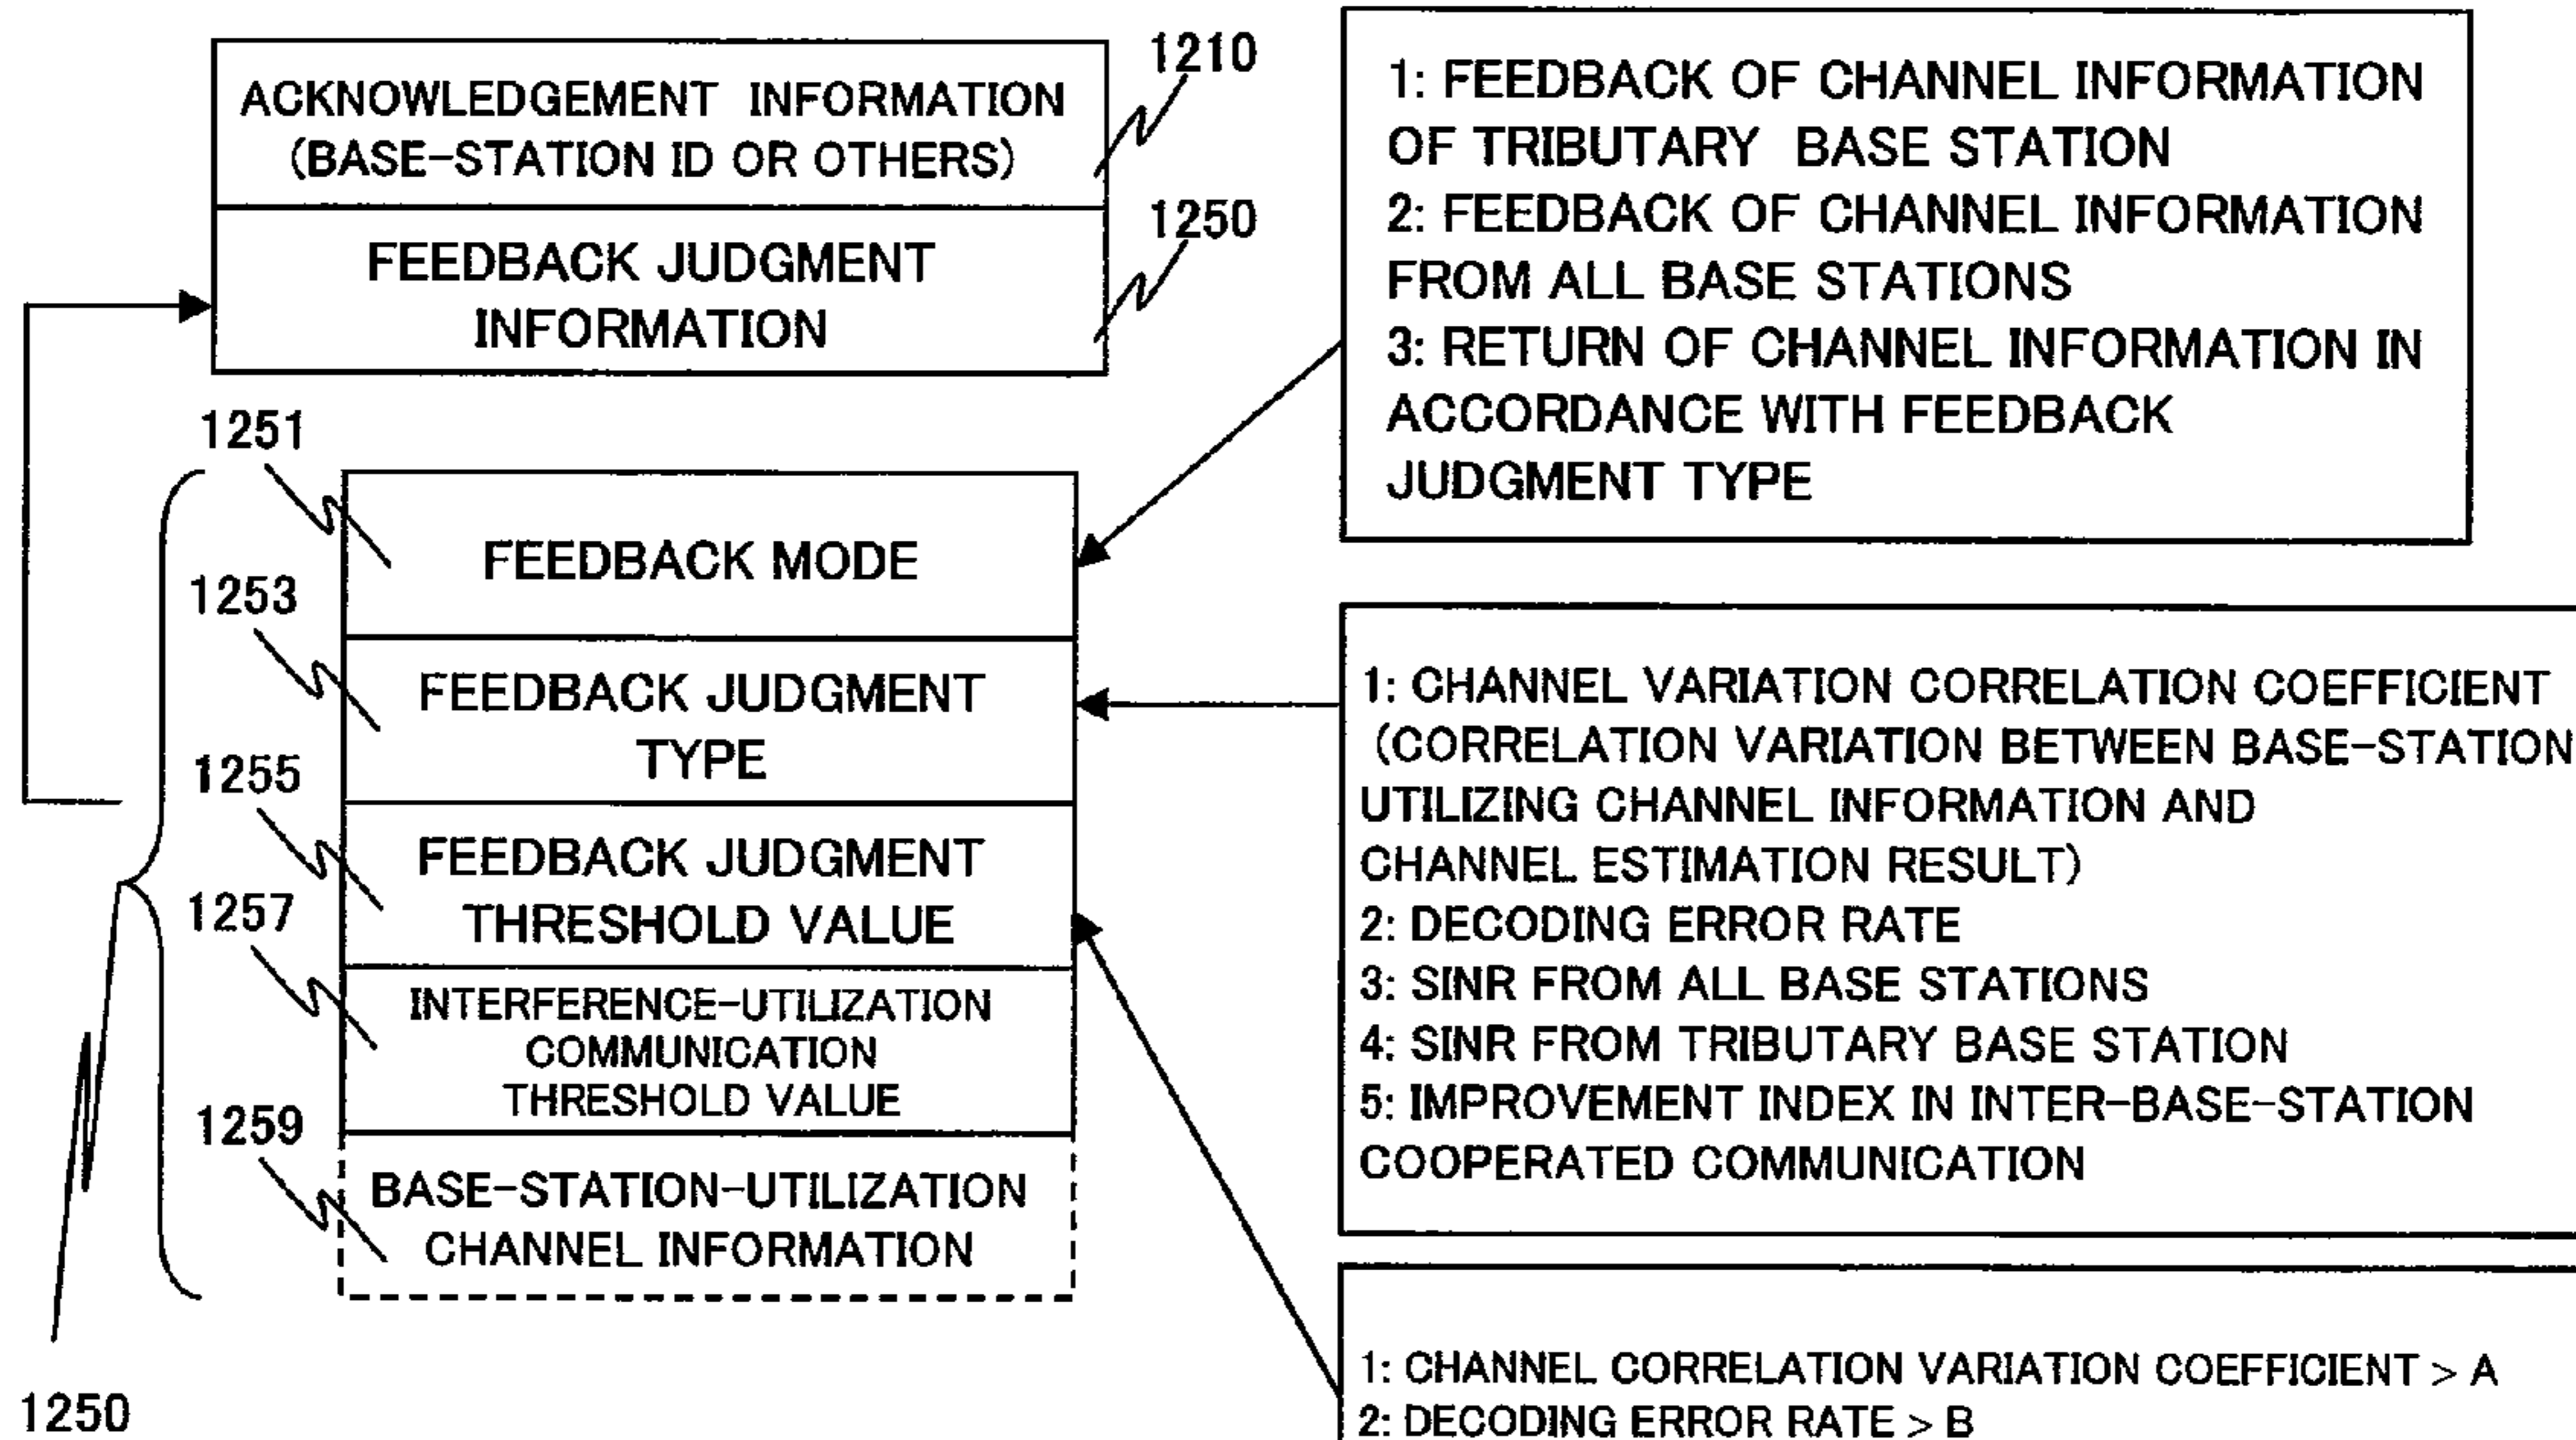 1210
ACKNOWLEDGEMENT INFORMATION
(BASE-STATION ID OR OTHERS)
1250
FEEDBACK JUDGMENT
INFORMATION
1: FEEDBACK OF CHANNEL INFORMATION
OF TRIBUTARY BASE STATION
2: FEEDBACK OF CHANNEL INFORMATION
FROM ALL BASE STATIONS
3: RETURN OF CHANNEL INFORMATION IN
ACCORDANCE WITH FEEDBACK
JUDGMENT TYPE
1251
FEEDBACK MODE
1253
FEEDBACK JUDGMENT
TYPE
1255
FEEDBACK JUDGMENT
THRESHOLD VALUE
1257
INTERFERENCE-UTILIZATION
COMMUNICATION
THRESHOLD VALUE
1259
BASE-STATION-UTILIZATION
CHANNEL INFORMATION
1250
1: CHANNEL VARIATION CORRELATION COEFFICIENT
(CORRELATION VARIATION BETWEEN BASE-STATION
UTILIZING CHANNEL INFORMATION AND
CHANNEL ESTIMATION RESULT)
2: DECODING ERROR RATE
3: SINR FROM ALL BASE STATIONS
4: SINR FROM TRIBUTARY BASE STATION
5: IMPROVEMENT INDEX IN INTER-BASE-STATION
COOPERATED COMMUNICATION
1: CHANNEL CORRELATION VARIATION COEFFICIENT > A
2: DECODING ERROR RATE > B